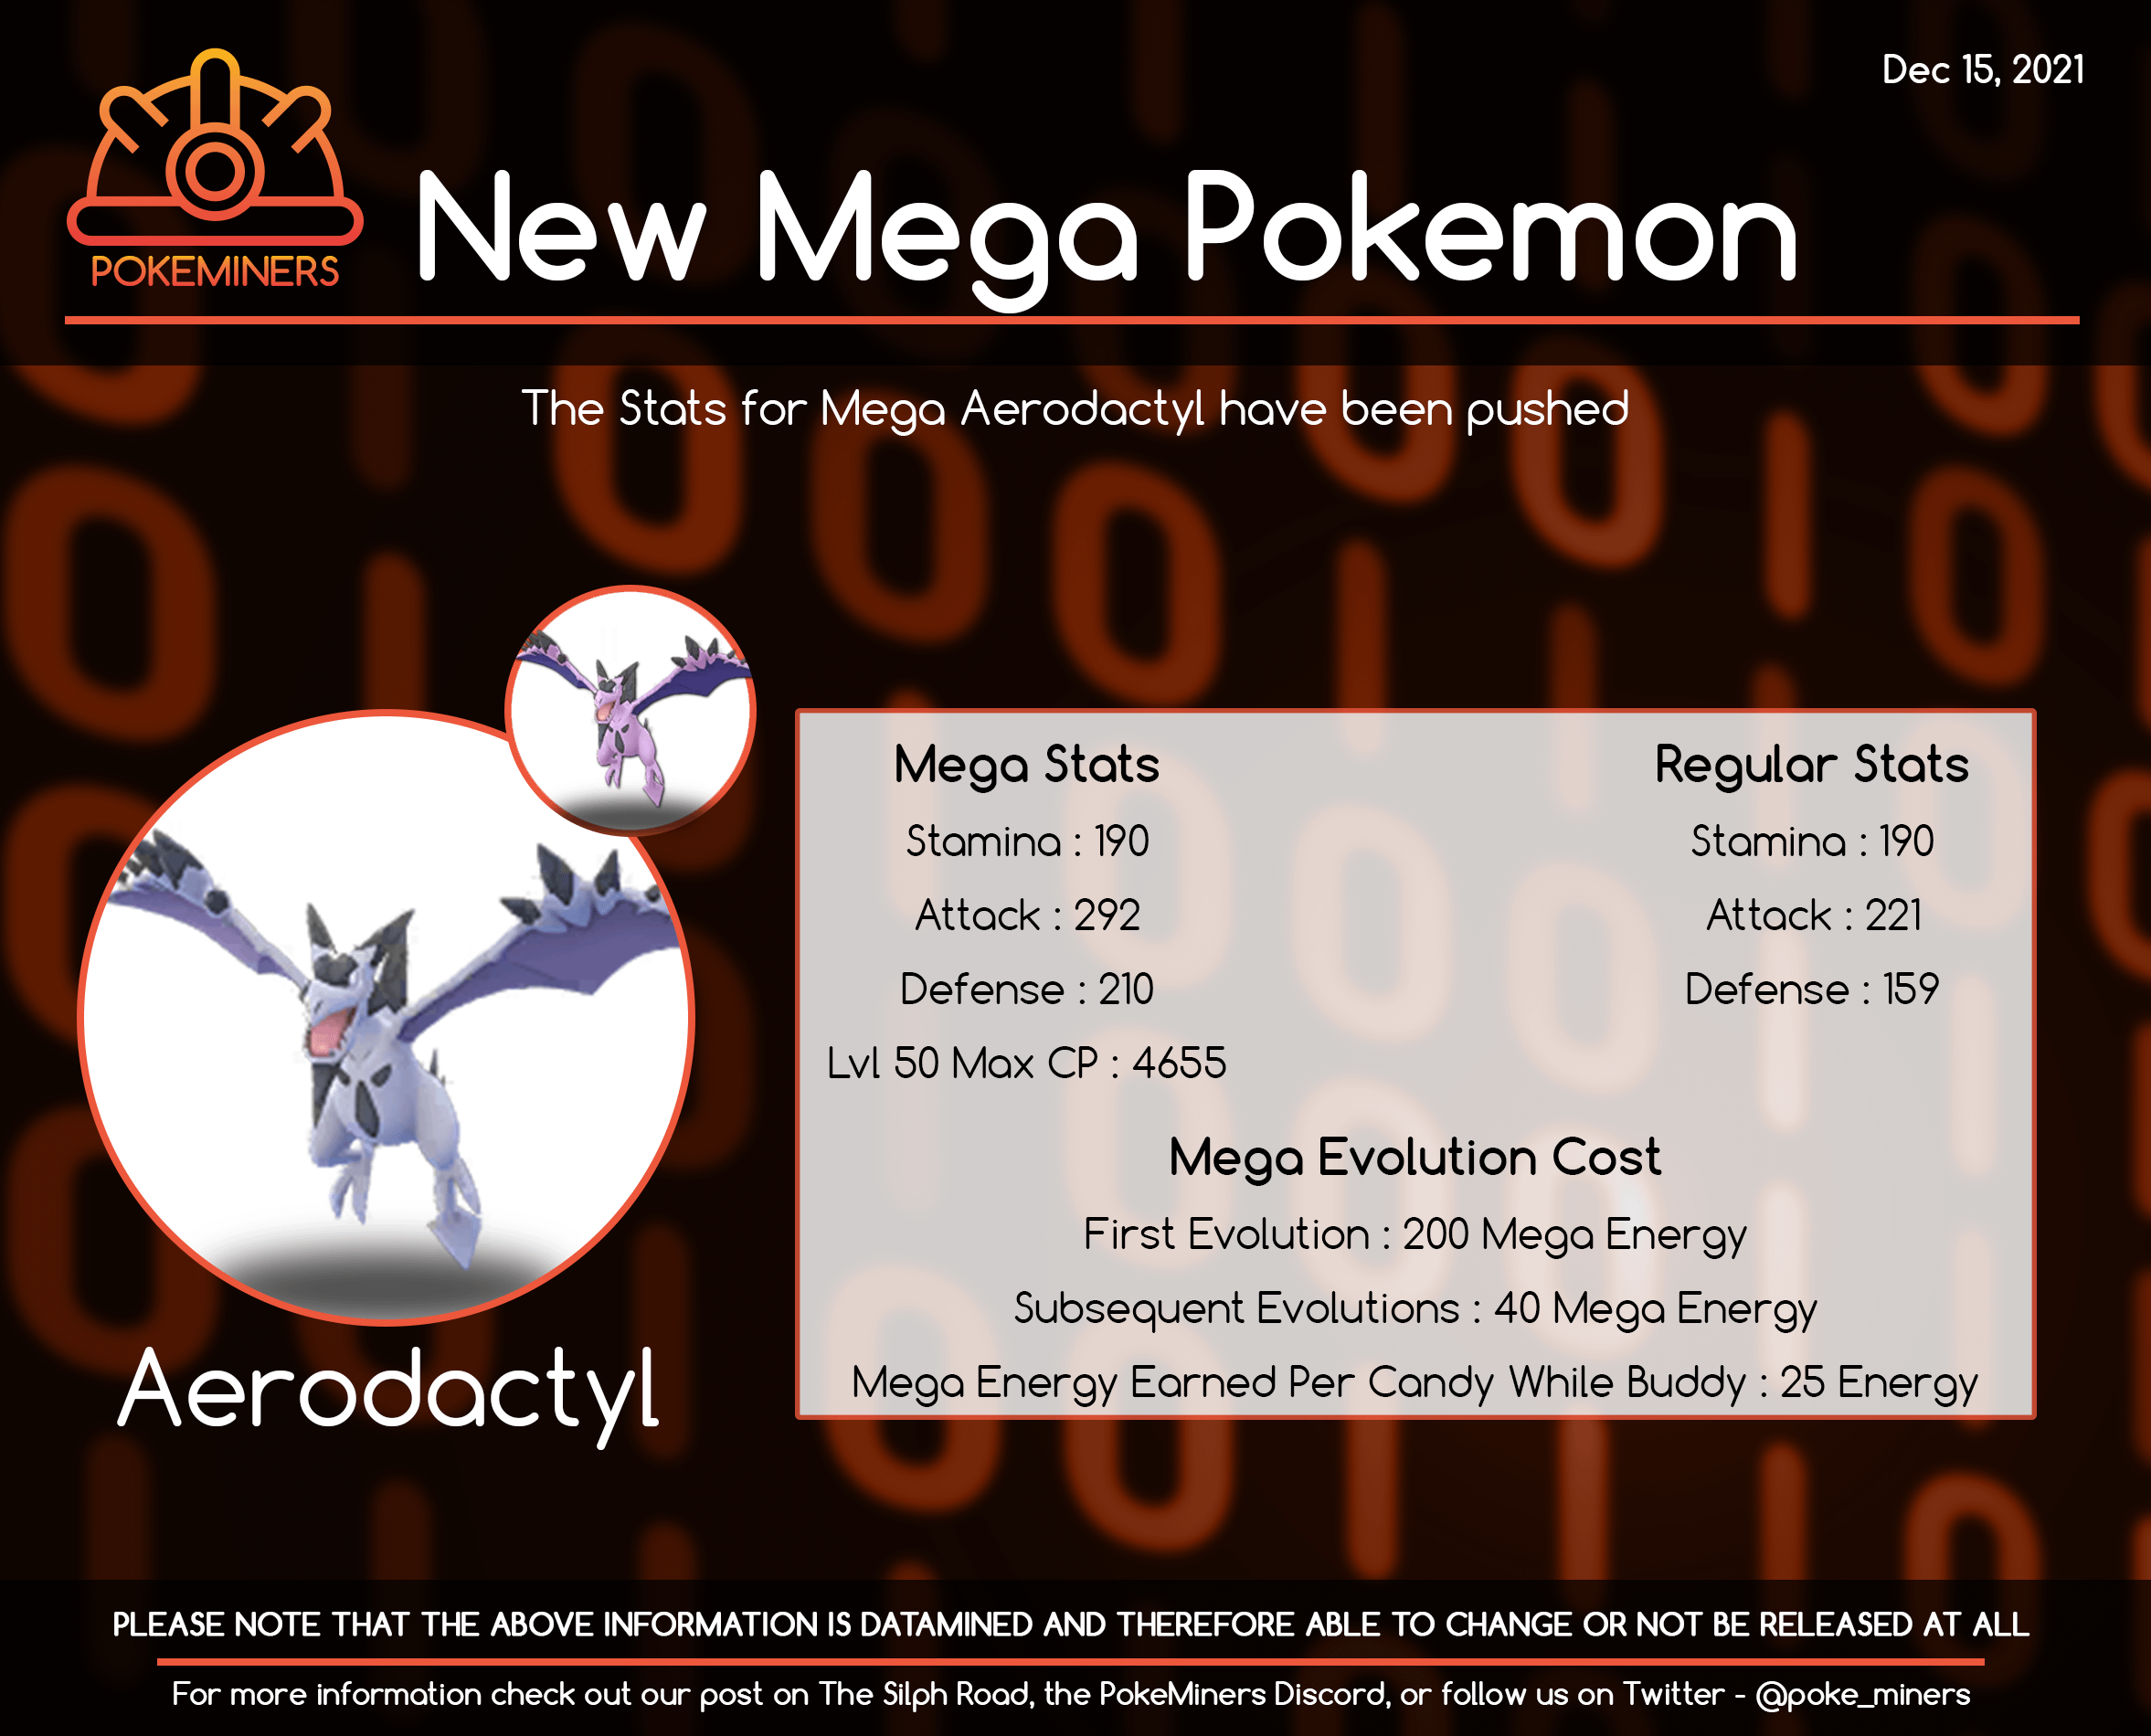 Dec 15, 2021
POKEMINERS
New Mega Pokemon
The Stats for Mega Aerodactyl have been pushed
Mega Stats
Stamina : 190
Attack : 292
Defense : 210
Lvl 50 Max CP : 4655
Regular Stats
Stamina : 190
Attack : 221
Defense : 159
Mega Evolution Cost
First Evolution : 200 Mega Energy
Subsequent Evolutions : 40 Mega Energy
Mega Energy Earned Per Candy While Buddy : 25 Energy
Aerodactyl
PLEASE NOTE THAT THE ABOVE INFORMATION IS DATAMINED AND THEREFORE ABLE TO CHANGE OR NOT BE RELEASED AT ALL
For more information check out our post on The Silph Road, the PokeMiners Discord, or follow us on Twitter - @poke_miners